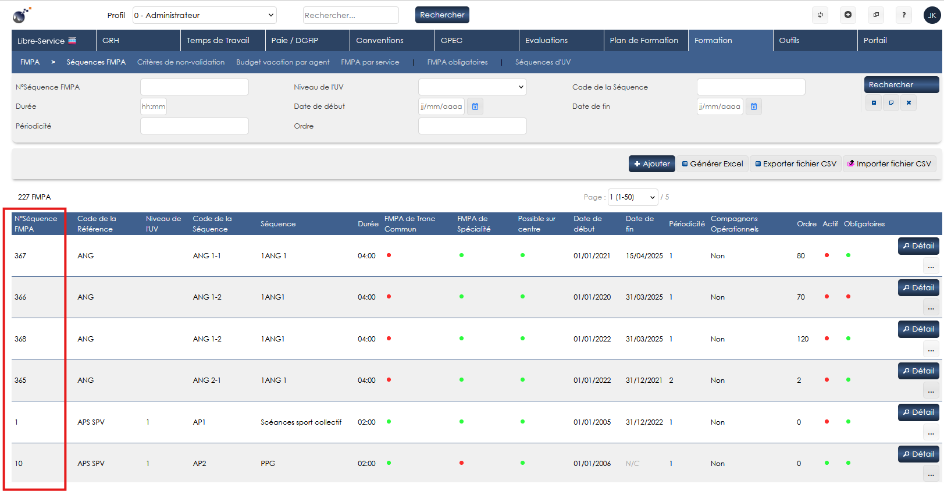 Profil 0 - Administrateur Rechercher... Rechercher ? JK
Libre-Service GRH Temps de Travail Paie / DGFIP Conventions GPEC Evaluations Plan de Formation Formation Outils Portail
FMPA > Séquences FMPA Critères de non-validation Budget vacation par agent FMPA par service | FMPA obligatoires | Séquences d'UV
N°Séquence FMPA Niveau de l'UV Code de la Séquence Rechercher
Durée hh:mm Date de début jj/mm/aaaa Date de fin jj/mm/aaaa
Périodicité Ordre
+ Ajouter Générer Excel Exporter fichier CSV Importer fichier CSV
227 FMPA Page : 1 (1-50) / 5
N°Séquence FMPA Code de la Référence Niveau de l'UV Code de la Séquence Séquence Durée FMPA de Tronc Commun FMPA de Spécialité Possible sur centre Date de début Date de fin Périodicité Compagnons Opérationnels Ordre Actif Obligatoires
367 ANG ANG 1-1 1ANG 1 04:00 01/01/2021 15/04/2025 1 Non 80 Détail
...
366 ANG ANG 1-2 1ANG1 04:00 01/01/2020 31/03/2025 1 Non 70 Détail
...
368 ANG ANG 1-2 1ANG1 04:00 01/01/2022 31/03/2025 1 Non 120 Détail
...
365 ANG ANG 2-1 1ANG 1 04:00 01/01/2022 31/12/2021 2 Non 2 Détail
...
1 APS SPV 1 AP1 Scéances sport collectif 02:00 01/01/2005 31/12/2022 1 Non 0 Détail
...
10 APS SPV 1 AP2 PPG 02:00 01/01/2006 N/C 1 Non 0 Détail
...